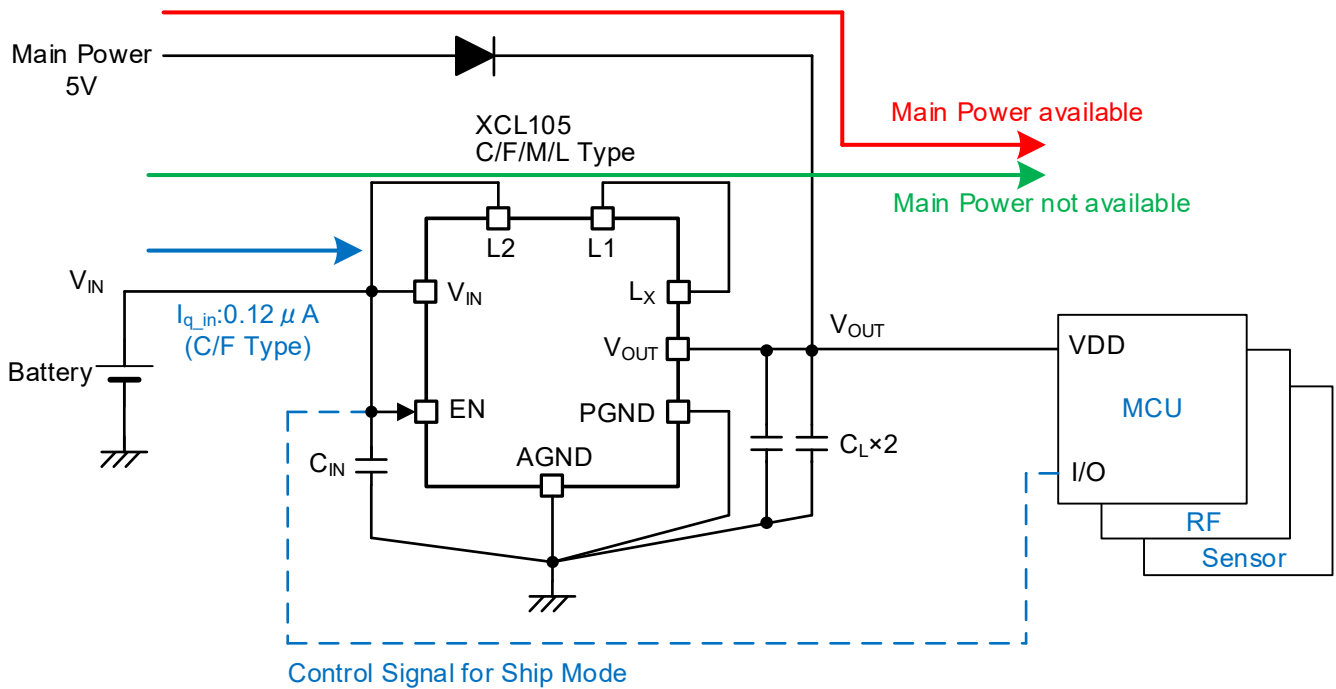 Main Power
5V
XCL105
C/F/M/L Type
Main Power available
Main Power not available
L2
L1
VIN
VIN
LX
Iq_in:0.12 μ A
(C/F Type)
VOUT
VOUT
VDD
Battery
EN
PGND
MCU
CIN
AGND
CL×2
I/O
RF
Sensor
Control Signal for Ship Mode